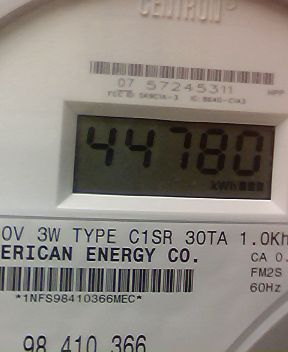 CENTRON
07 57245311
44780
kWh
0V 3W TYPE C1SR 30TA 1.0Kh
ERICAN ENERGY CO.
CA 0.
FM2S
60Hz
*1NFS98410366MEC*
98 410 366